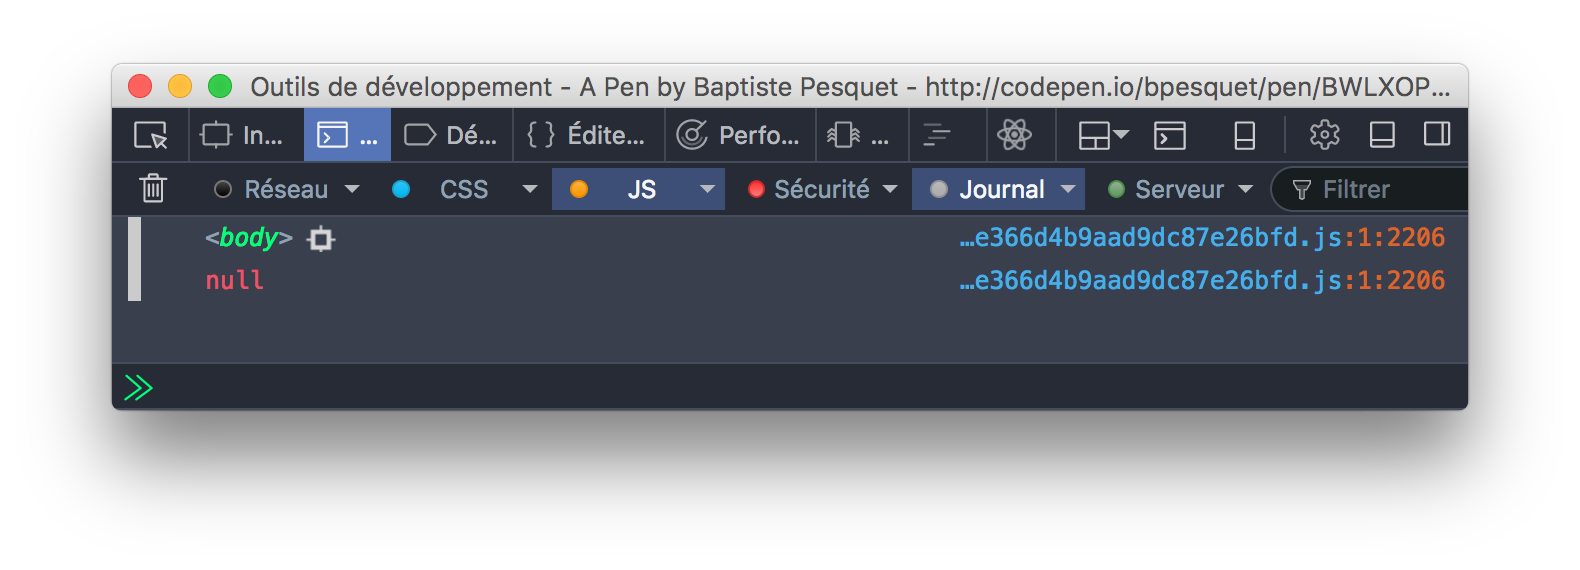 Outils de développement - A Pen by Baptiste Pesquet - http://codepen.io/bpesquet/pen/BWLXOP...
In... ... Dé... { } Édite... Perfo... ...
Réseau CSS JS Sécurité Journal Serveur Filtrer
<body> …e366d4b9aad9dc87e26bfd.js:1:2206
null …e366d4b9aad9dc87e26bfd.js:1:2206